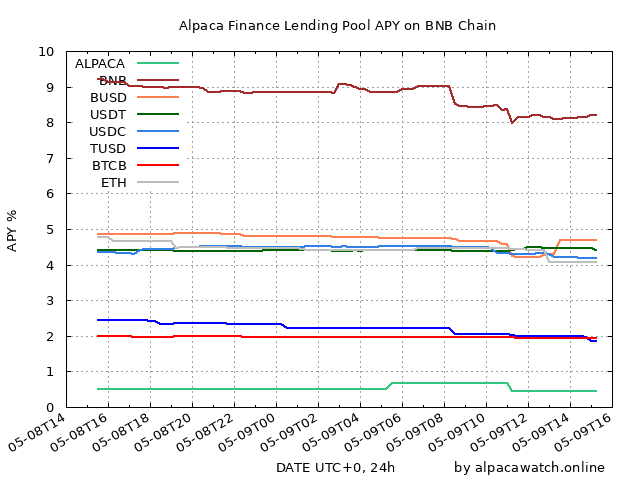 Alpaca Finance Lending Pool APY on BNB Chain
APY %
10
9
8
7
6
5
4
3
2
1
0
ALPACA
BNB
BUSD
USDT
USDC
TUSD
BTCB
ETH
05-08T14
05-08T16
05-08T18
05-08T20
05-08T22
05-09T00
05-09T02
05-09T04
05-09T06
05-09T08
05-09T10
05-09T12
05-09T14
05-09T16
DATE UTC+0, 24h
by alpacawatch.online